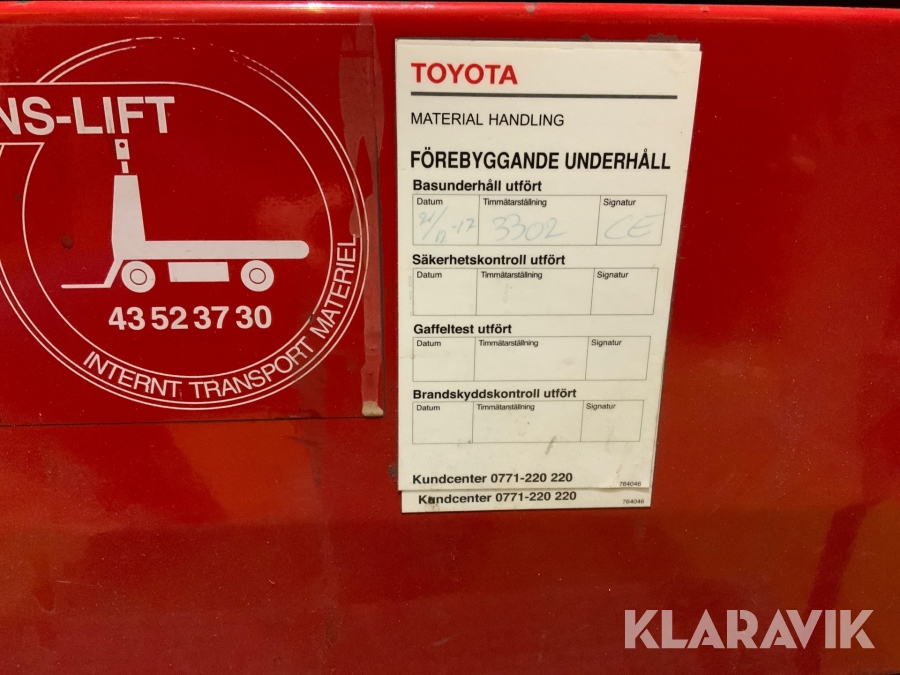 NS-LIFT
43 52 37 30
INTERNT TRANSPORT MATERIEL
TOYOTA
MATERIAL HANDLING
FÖREBYGGANDE UNDERHÅLL
Basunderhåll utfört
Datum Timmätarställning Signatur
3302 CE
Säkerhetskontroll utfört
Datum Timmätarställning Signatur
Gaffeltest utfört
Datum Timmätarställning Signatur
Brandskyddskontroll utfört
Datum Timmätarställning Signatur
Kundcenter 0771-220 220 764046
Kundcenter 0771-220 220 764046
KLARAVIK